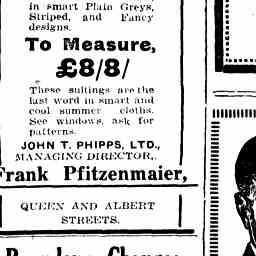 in smart Plain Greys,
Striped, and Fancy
designs.
To Measure,
£8/8/
These suitings are the
last word in smart and
cool summer cloths.
See windows, ask for
patterns.
JOHN T. PHIPPS, LTD.,
MANAGING DIRECTOR,.
Frank Pfitzenmaier,
QUEEN AND ALBERT
STREETS.